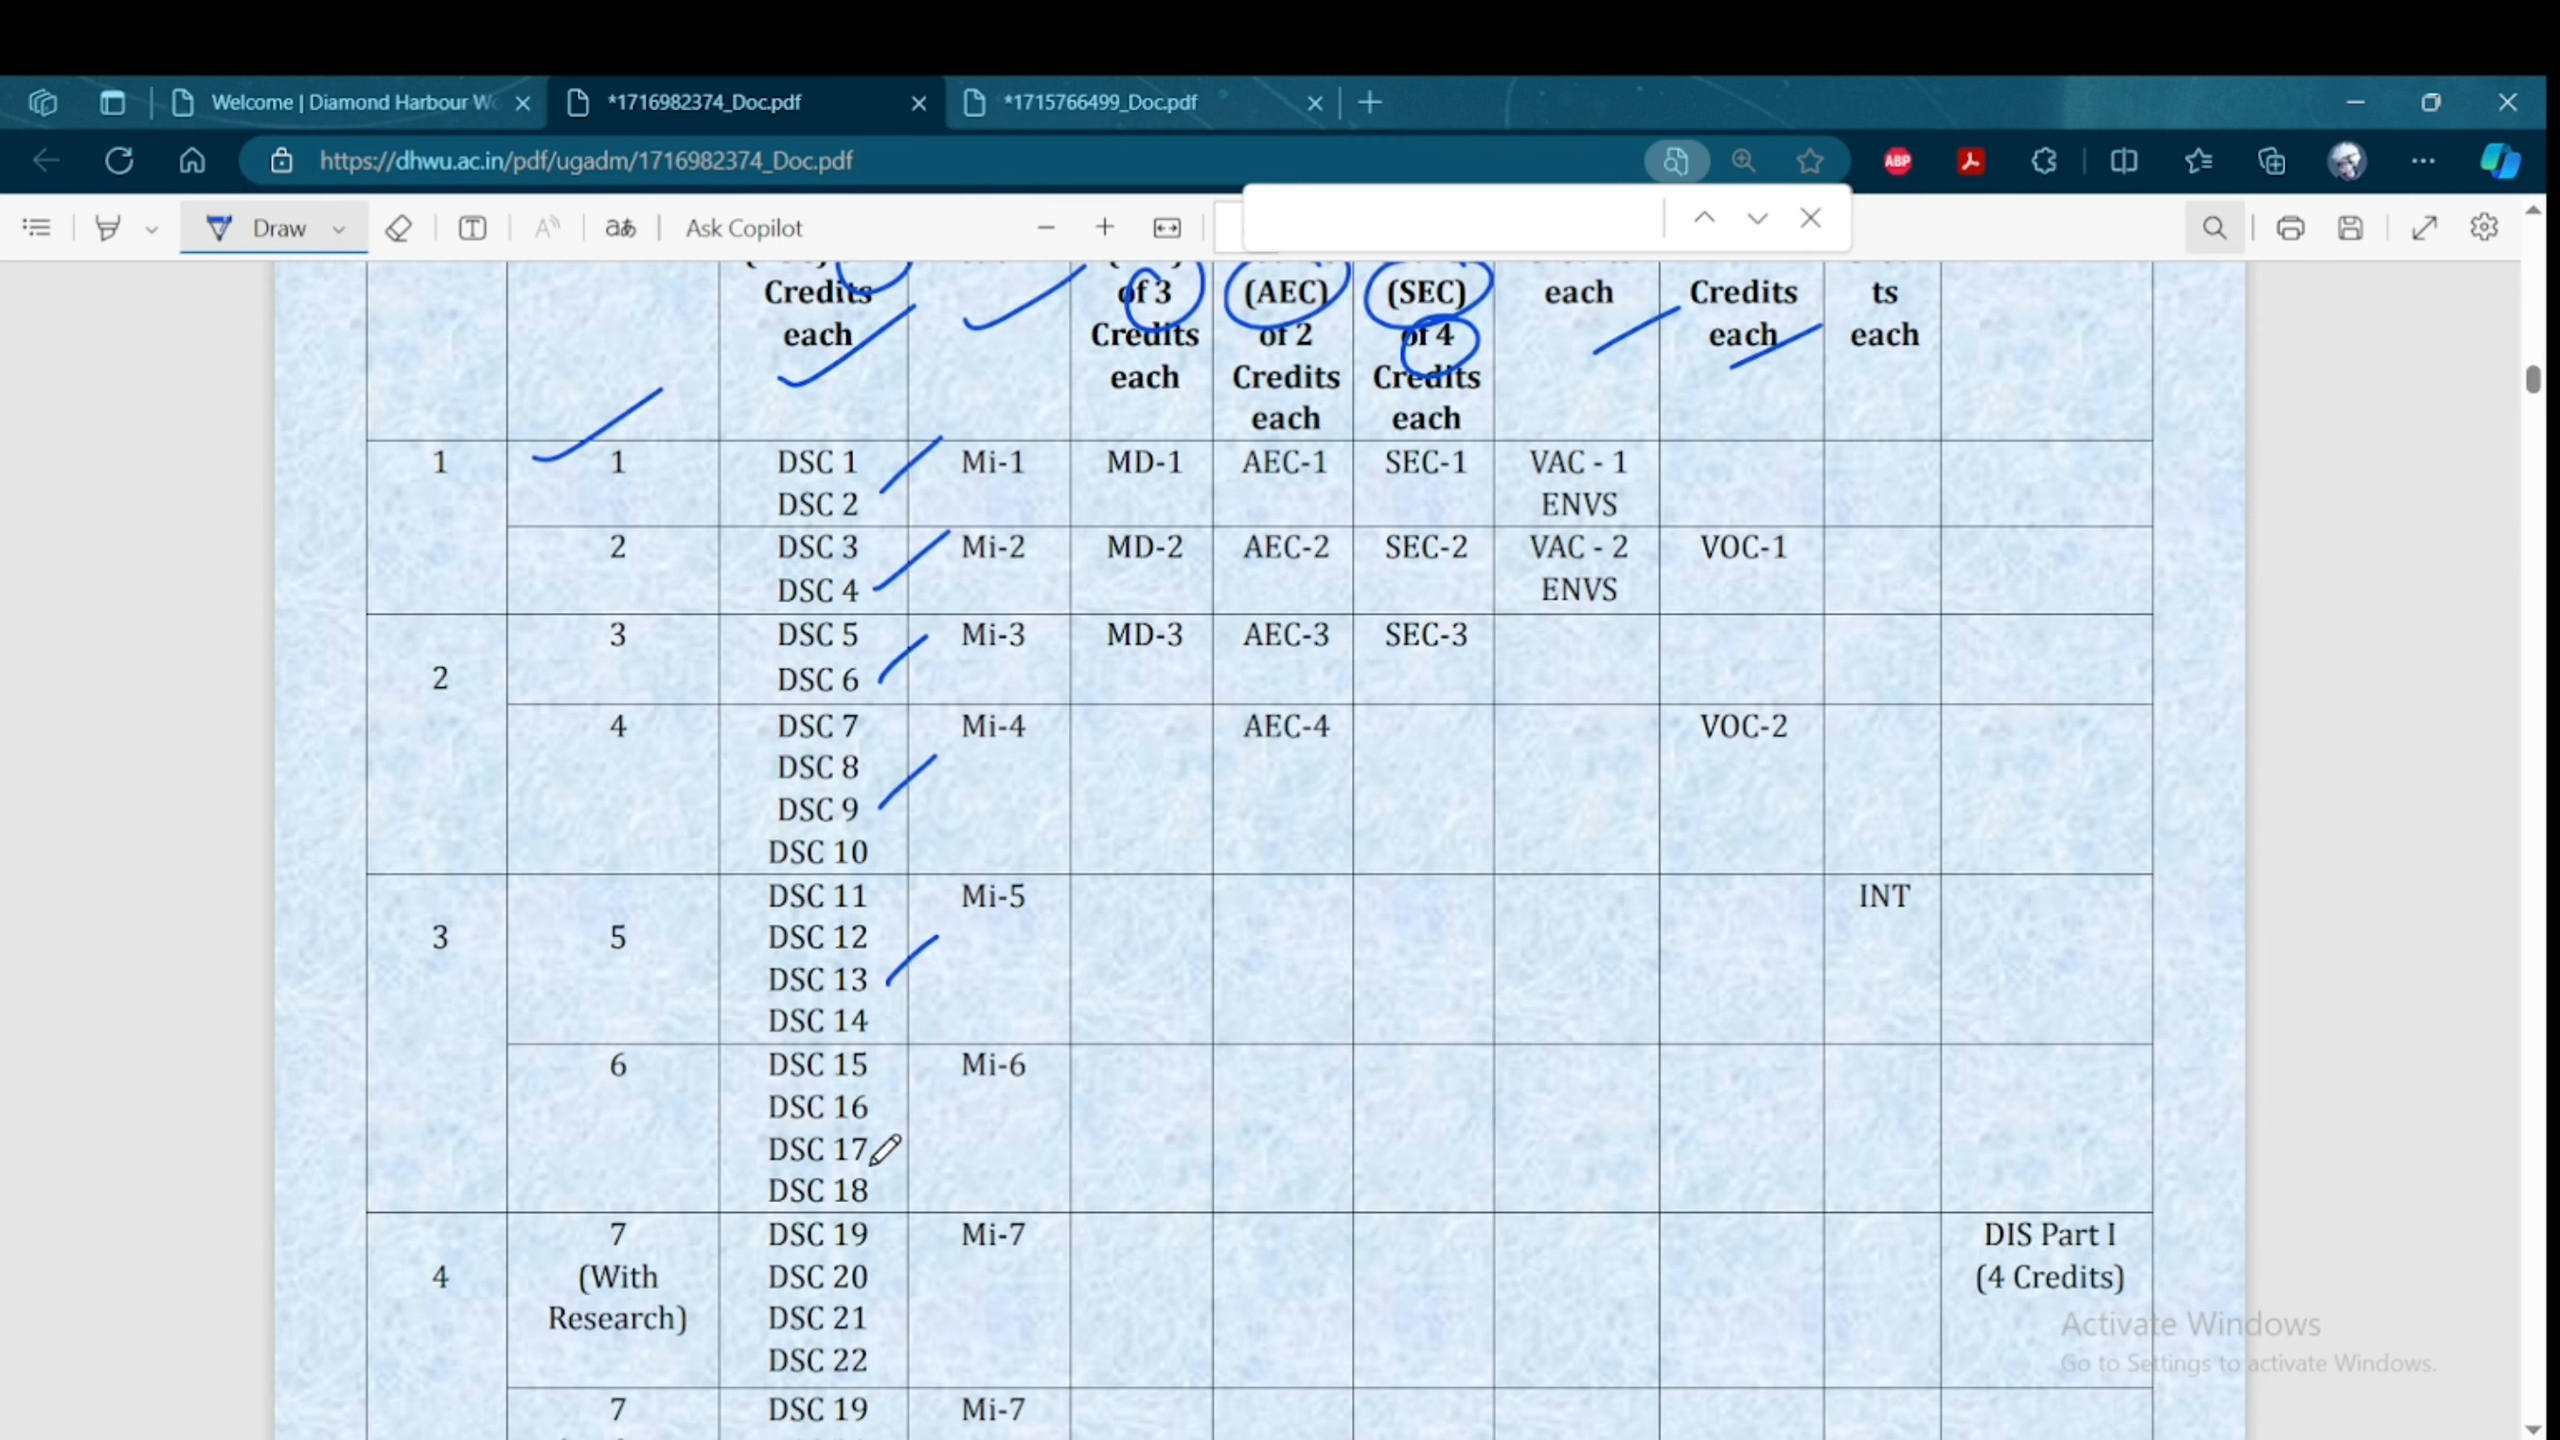 Welcome | Diamond Harbour Wo
*1716982374_Doc.pdf
*1715766499_Doc.pdf
https://dhwu.ac.in/pdf/ugadm/1716982374_Doc.pdf
ABP
Draw
T
aあ
Ask Copilot
Credits each
of 3 Credits each
(AEC) of 2 Credits each
(SEC) of 4 Credits each
each
Credits each
ts each
1 1 DSC 1 Mi-1 MD-1 AEC-1 SEC-1 VAC - 1
DSC 2 ENVS
2 DSC 3 Mi-2 MD-2 AEC-2 SEC-2 VAC - 2 VOC-1
DSC 4 ENVS
3 DSC 5 Mi-3 MD-3 AEC-3 SEC-3
2 DSC 6
4 DSC 7 Mi-4 AEC-4 VOC-2
DSC 8
DSC 9
DSC 10
DSC 11 Mi-5 INT
3 5 DSC 12
DSC 13
DSC 14
6 DSC 15 Mi-6
DSC 16
DSC 17
DSC 18
7 DSC 19 Mi-7 DIS Part I
4 (With DSC 20 (4 Credits)
Research) DSC 21
DSC 22
7 DSC 19 Mi-7
Activate Windows
Go to Settings to activate Windows.